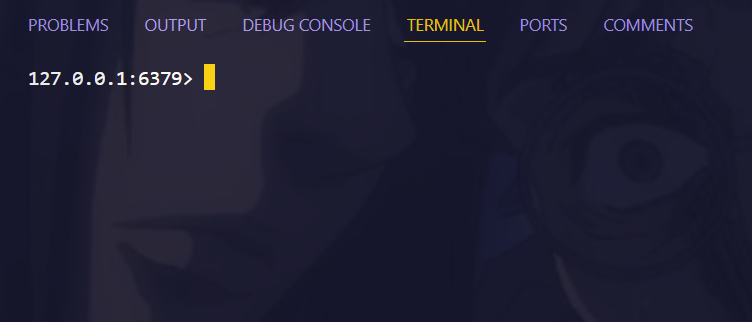 PROBLEMS OUTPUT DEBUG CONSOLE TERMINAL PORTS COMMENTS
127.0.0.1:6379>